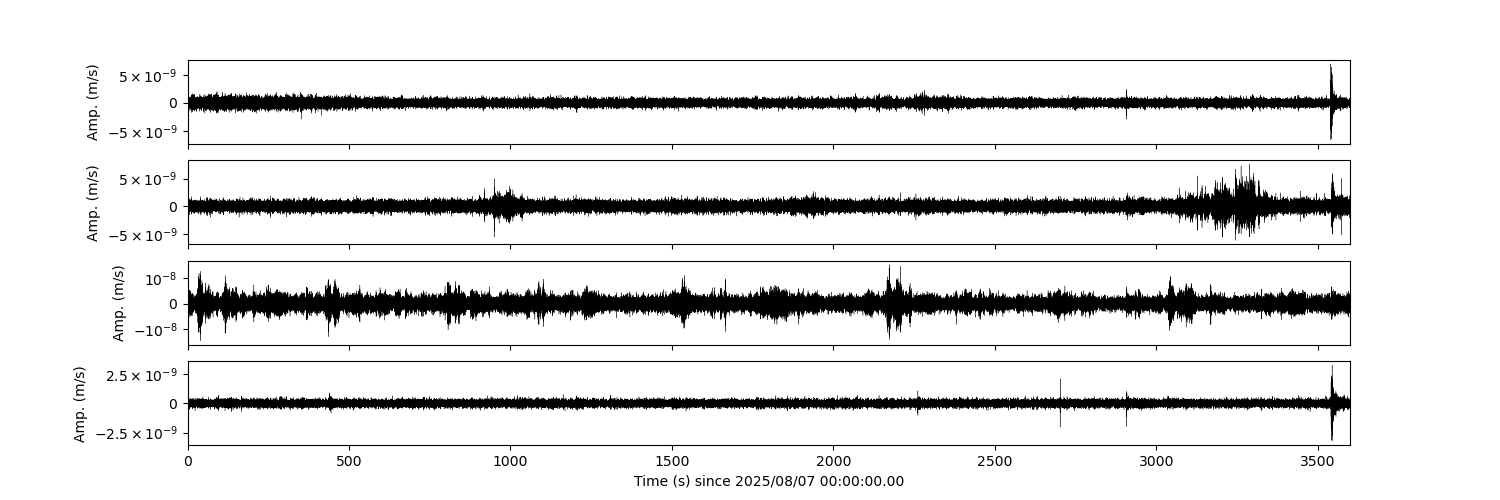 Amp. (m/s)
5 × 10⁻⁹
0
−5 × 10⁻⁹
Amp. (m/s)
5 × 10⁻⁹
0
−5 × 10⁻⁹
Amp. (m/s)
10⁻⁸
0
−10⁻⁸
Amp. (m/s)
2.5 × 10⁻⁹
0
−2.5 × 10⁻⁹
0 500 1000 1500 2000 2500 3000 3500
Time (s) since 2025/08/07 00:00:00.00